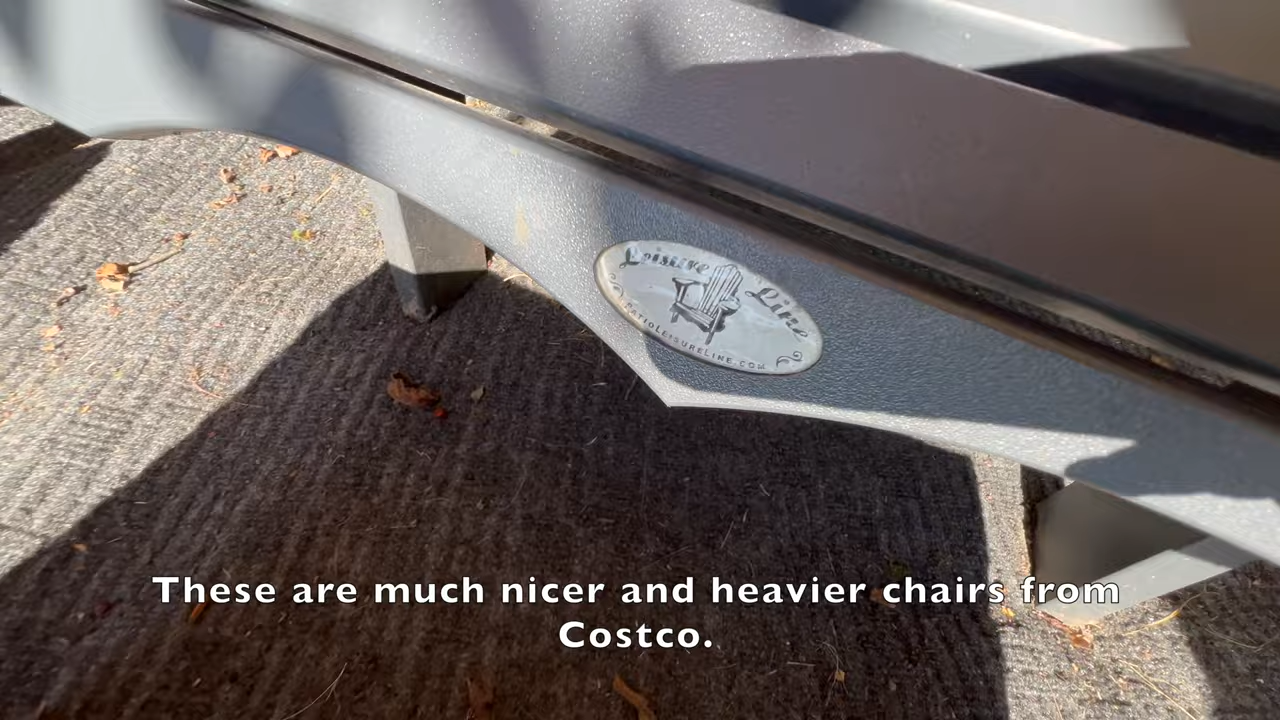 Leisure Line
PATIOLEISURELINE.COM
These are much nicer and heavier chairs from
Costco.